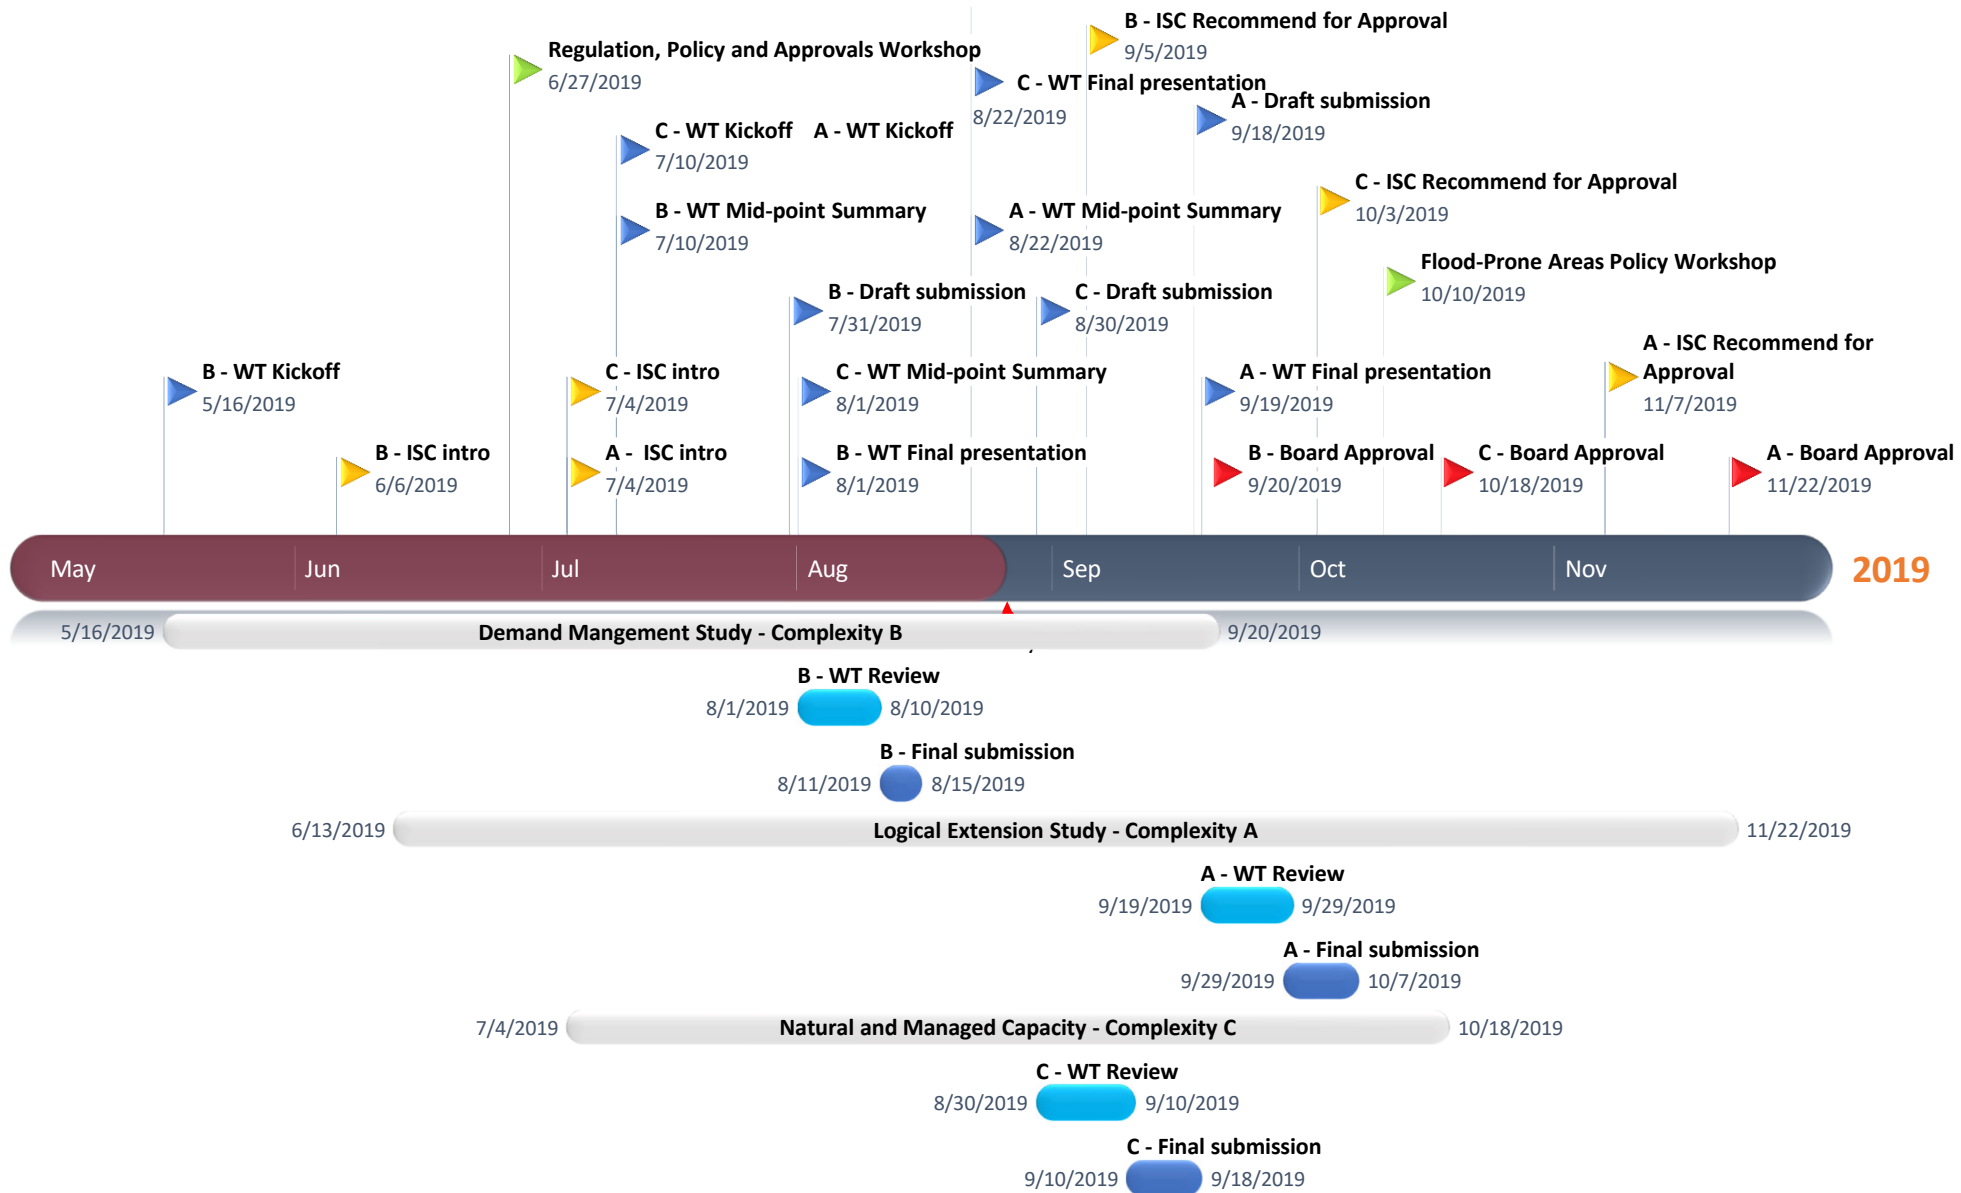 B - ISC Recommend for Approval
9/5/2019
Regulation, Policy and Approvals Workshop
6/27/2019
C - WT Final presentation
8/22/2019
A - Draft submission
9/18/2019
C - WT Kickoff A - WT Kickoff
7/10/2019
C - ISC Recommend for Approval
10/3/2019
B - WT Mid-point Summary
7/10/2019
A - WT Mid-point Summary
8/22/2019
Flood-Prone Areas Policy Workshop
10/10/2019
B - Draft submission
7/31/2019
C - Draft submission
8/30/2019
A - ISC Recommend for
Approval
11/7/2019
B - WT Kickoff
5/16/2019
C - ISC intro
7/4/2019
C - WT Mid-point Summary
8/1/2019
A - WT Final presentation
9/19/2019
B - ISC intro
6/6/2019
A - ISC intro
7/4/2019
B - WT Final presentation
8/1/2019
B - Board Approval
9/20/2019
C - Board Approval
10/18/2019
A - Board Approval
11/22/2019
May Jun Jul Aug Sep Oct Nov 2019
5/16/2019 Demand Mangement Study - Complexity B 9/20/2019
B - WT Review
8/1/2019 8/10/2019
B - Final submission
8/11/2019 8/15/2019
6/13/2019 Logical Extension Study - Complexity A 11/22/2019
A - WT Review
9/19/2019 9/29/2019
A - Final submission
9/29/2019 10/7/2019
7/4/2019 Natural and Managed Capacity - Complexity C 10/18/2019
C - WT Review
8/30/2019 9/10/2019
C - Final submission
9/10/2019 9/18/2019